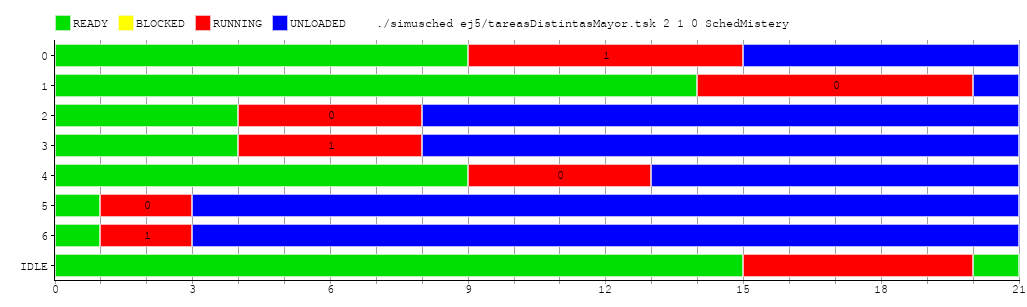 READY BLOCKED RUNNING UNLOADED ./simusched ej5/tareasDistintasMayor.tsk 2 1 0 SchedMistery
0 1
1 0
2 0
3 1
4 0
5 0
6 1
IDLE
0 3 6 9 12 15 18 21